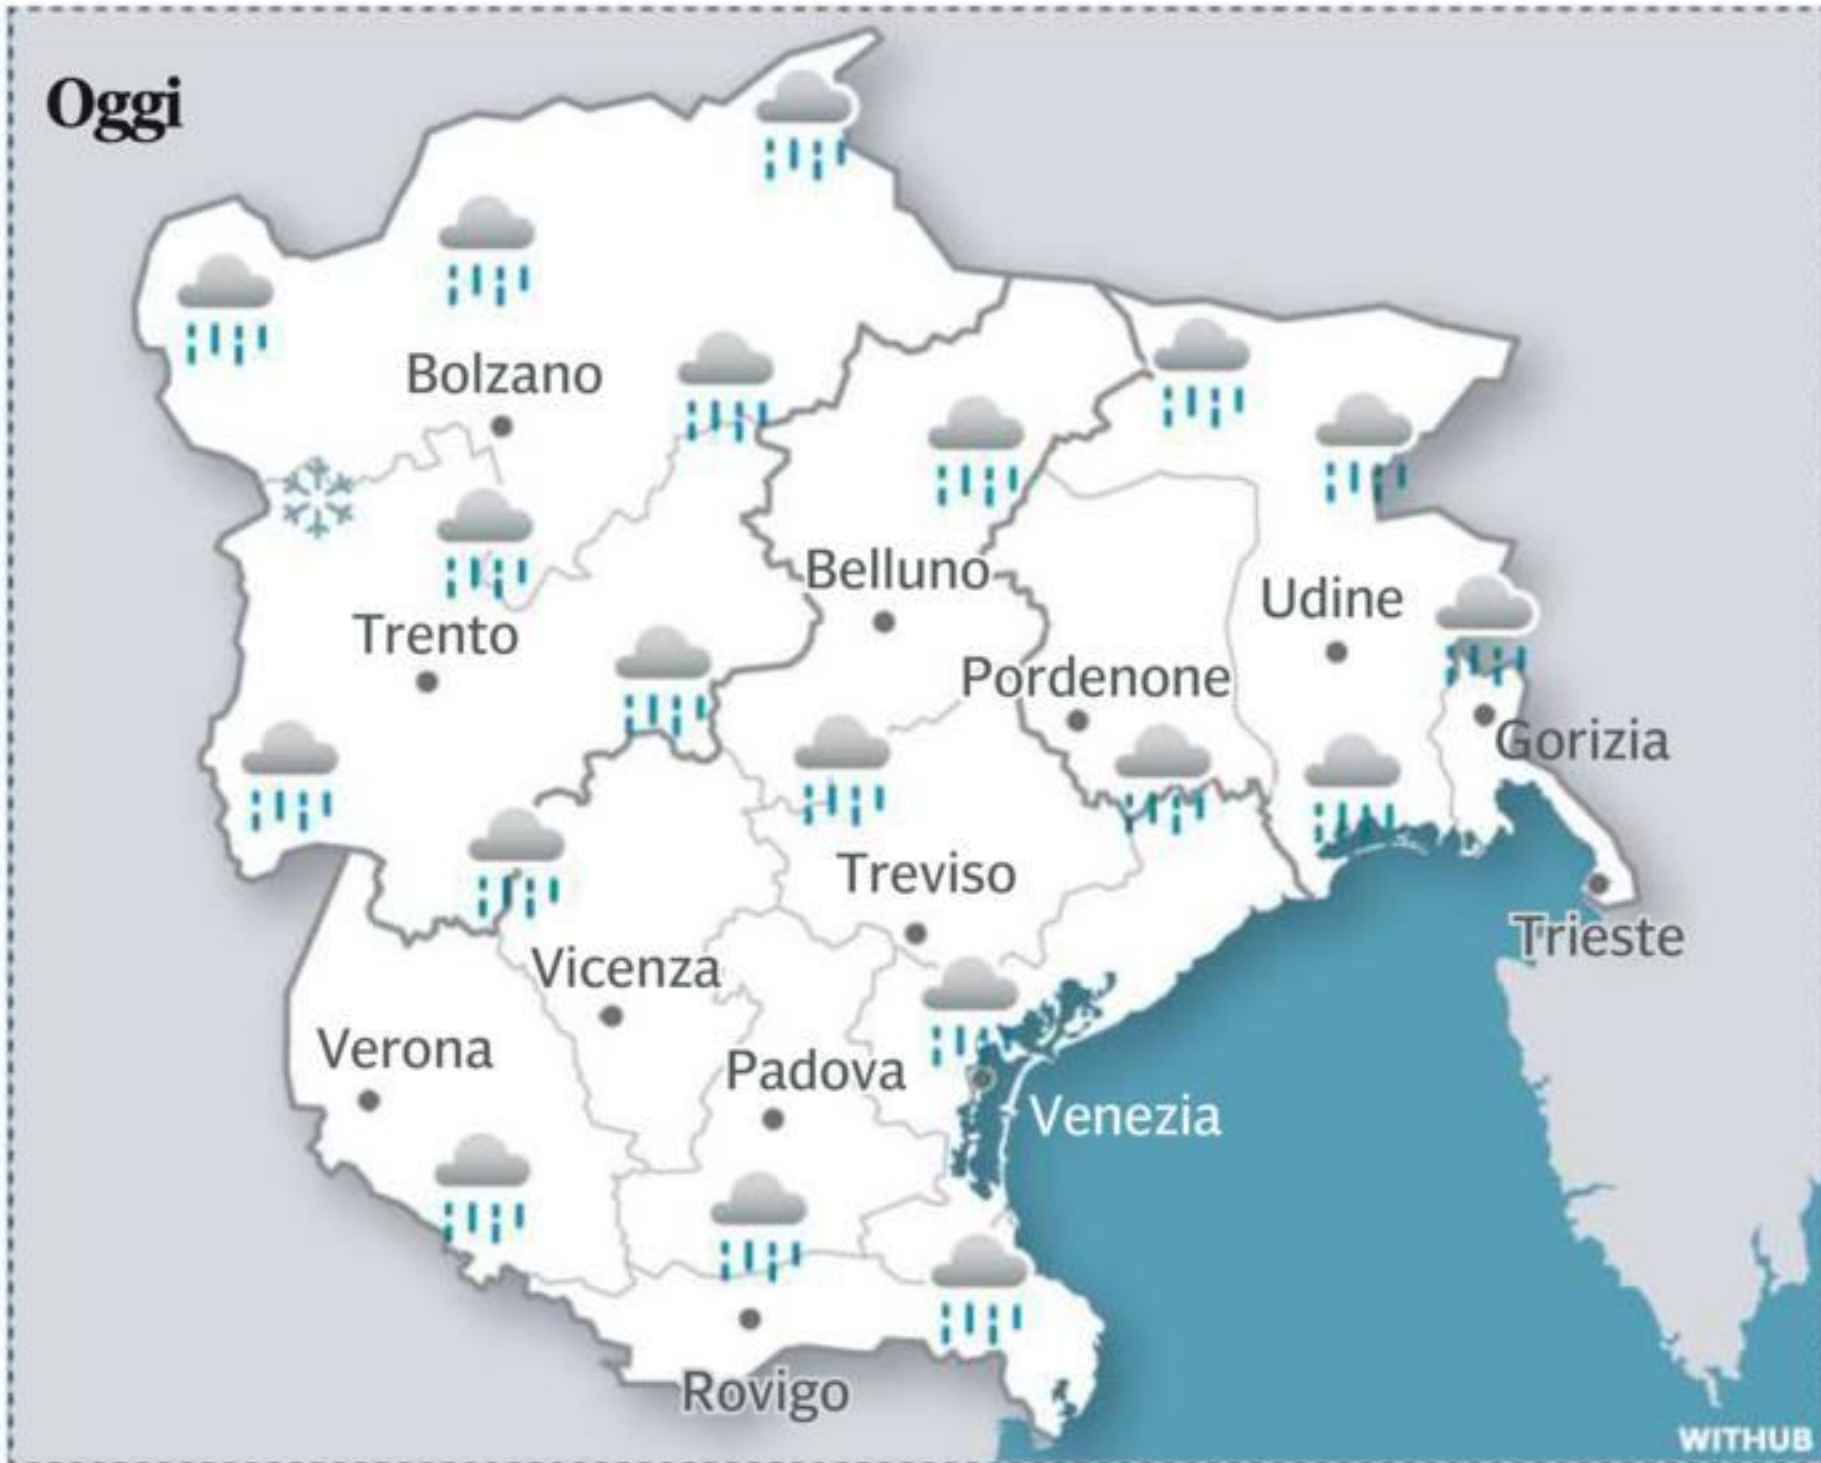 Oggi
Bolzano
Belluno
Udine
Trento
Pordenone
Gorizia
Treviso
Trieste
Vicenza
Verona
Padova
Venezia
Rovigo
WITHUB